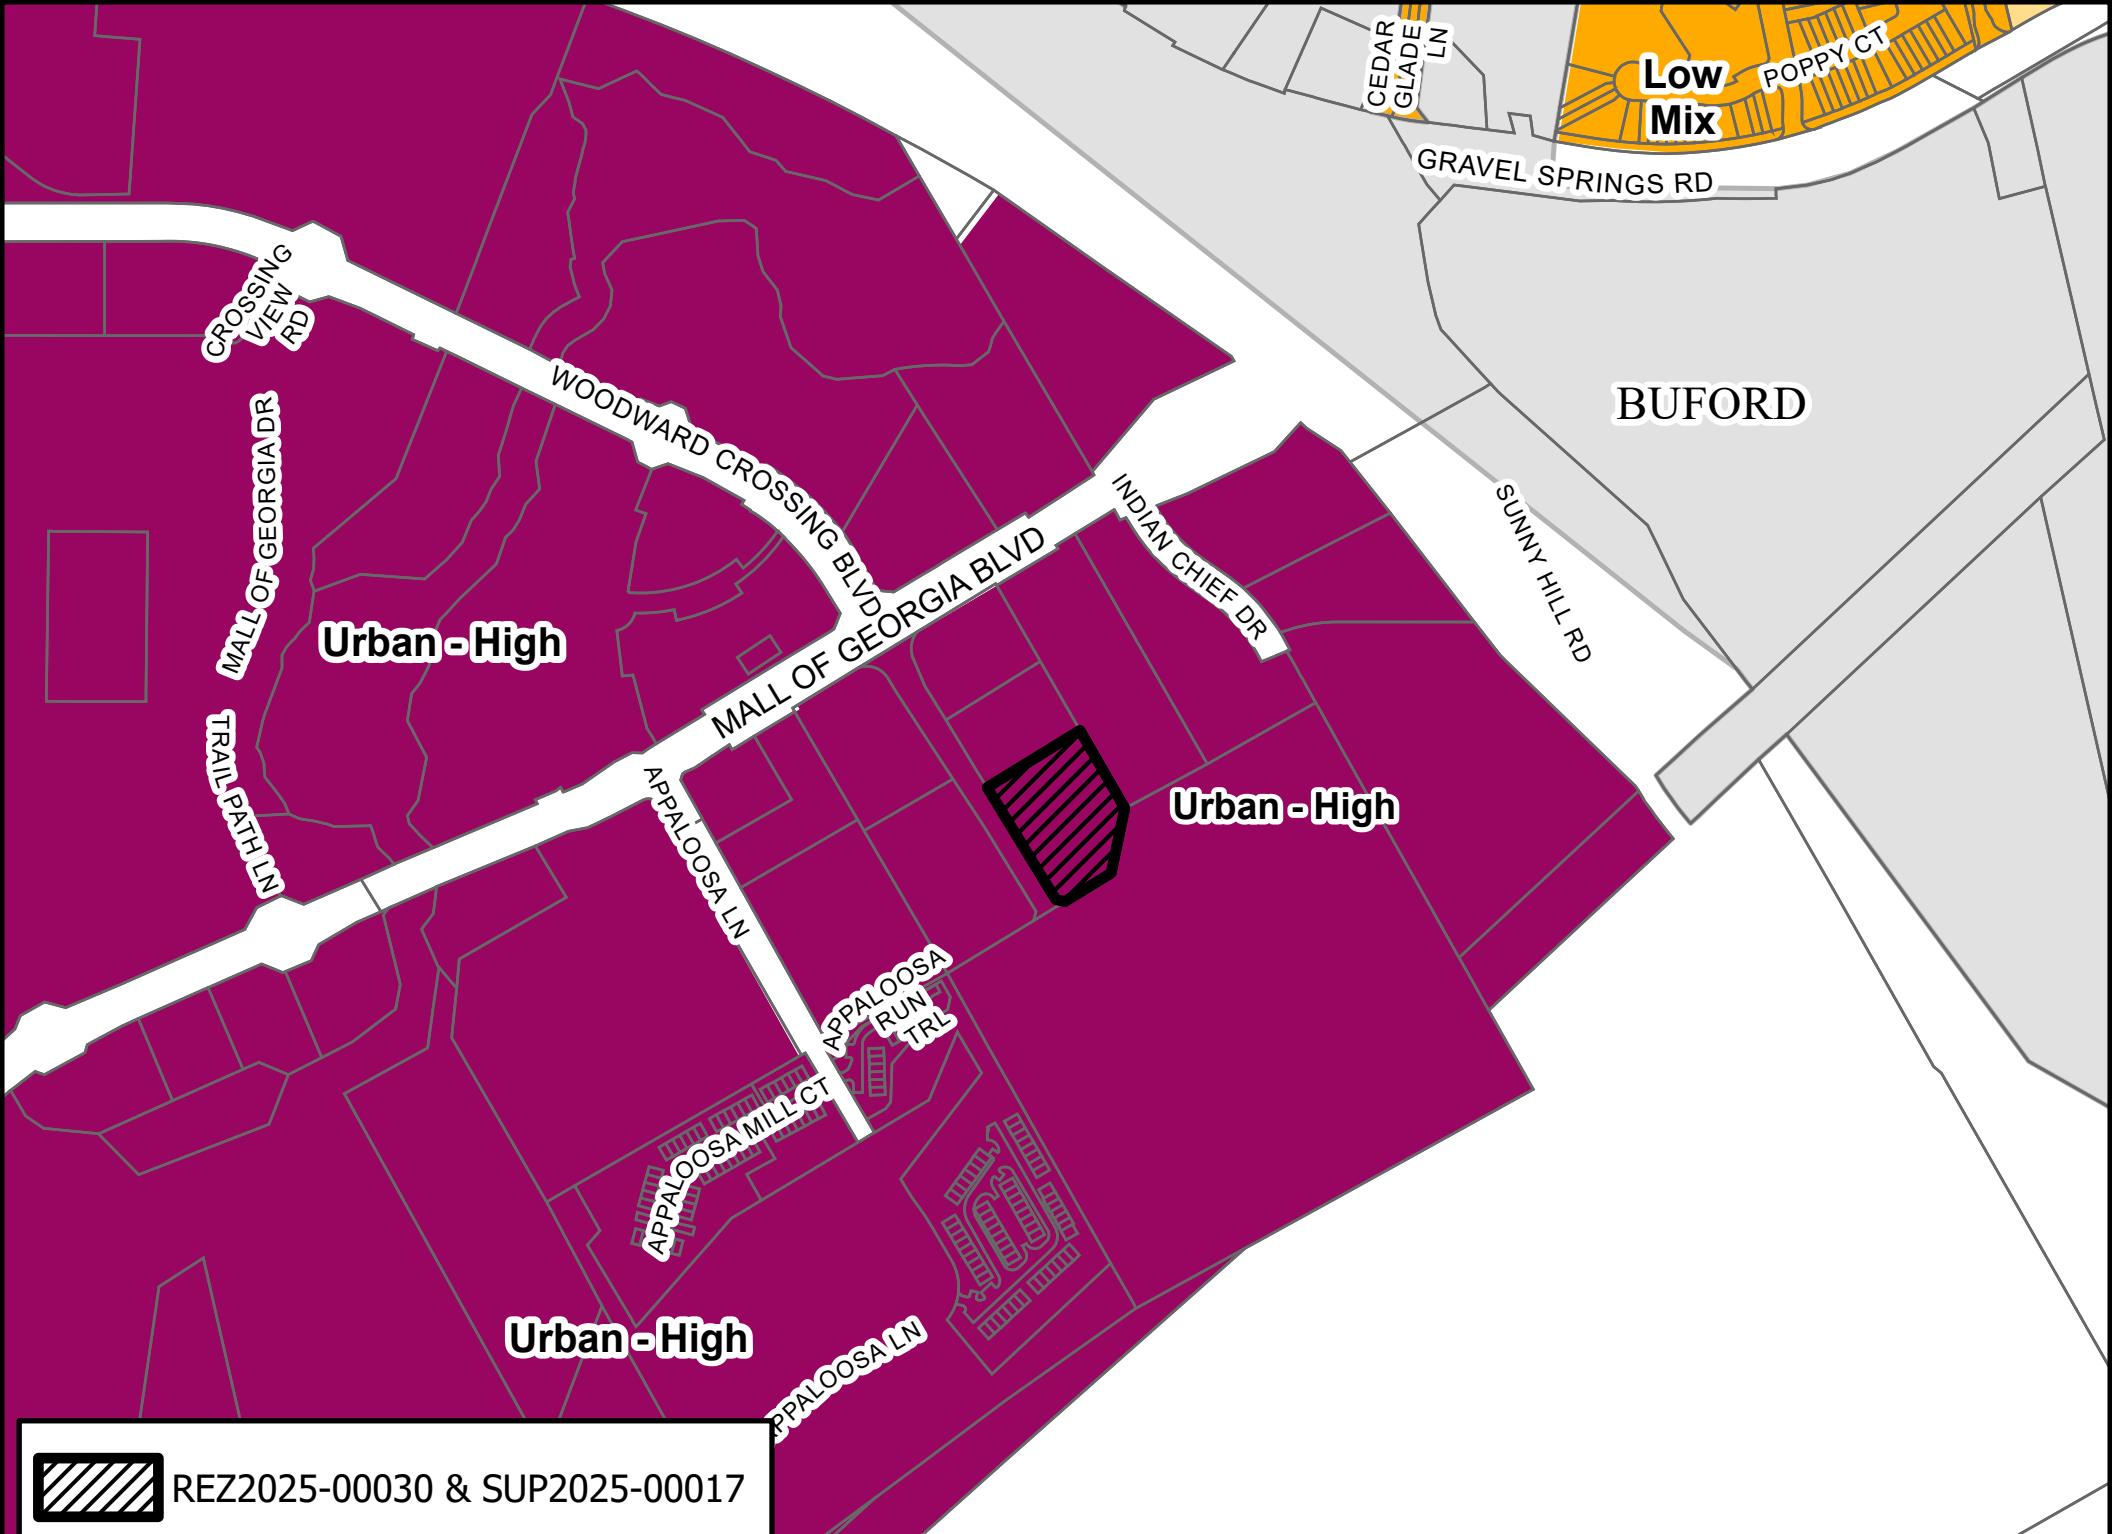 CEDAR
GLADE
LN
Low
Mix
POPPY CT
GRAVEL SPRINGS RD
CROSSING
VIEW
RD
WOODWARD CROSSING BLVD
BUFORD
MALL OF GEORGIA DR
INDIAN CHIEF DR
SUNNY HILL RD
MALL OF GEORGIA BLVD
Urban - High
TRAIL PATH LN
APPALOOSA LN
Urban - High
APPALOOSA
RUN
TRL
APPALOOSA MILL CT
Urban - High
APPALOOSA LN
REZ2025-00030 & SUP2025-00017